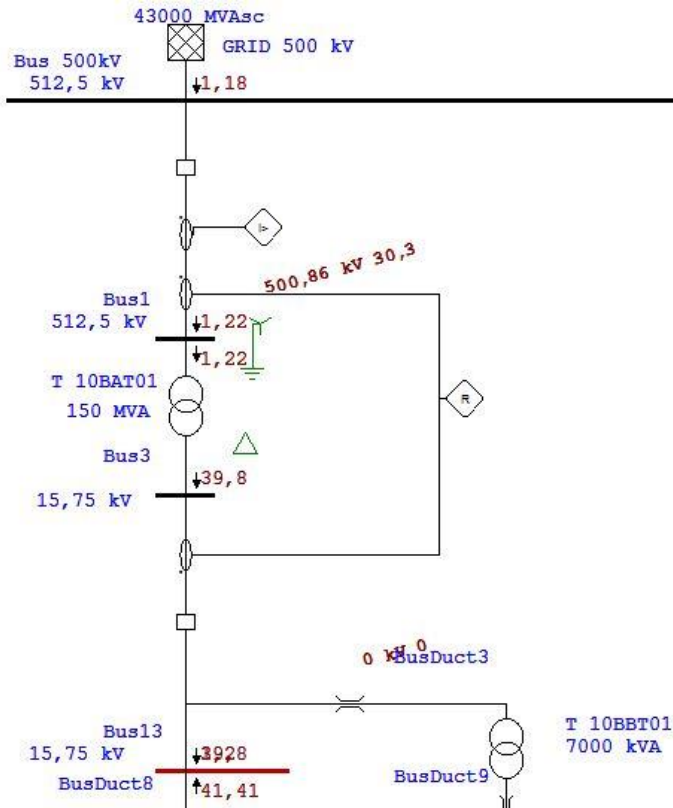 43000 MVAsc
GRID 500 kV
Bus 500kV
512,5 kV
1,18
I>
500,86 kV 30,3
Bus1
512,5 kV
1,22
1,22
T 10BAT01
150 MVA
R
Bus3
39,8
15,75 kV
0 kV 0
BusDuct3
Bus13
T 10BBT01
15,75 kV
7000 kVA
BusDuct8
BusDuct9
41,41